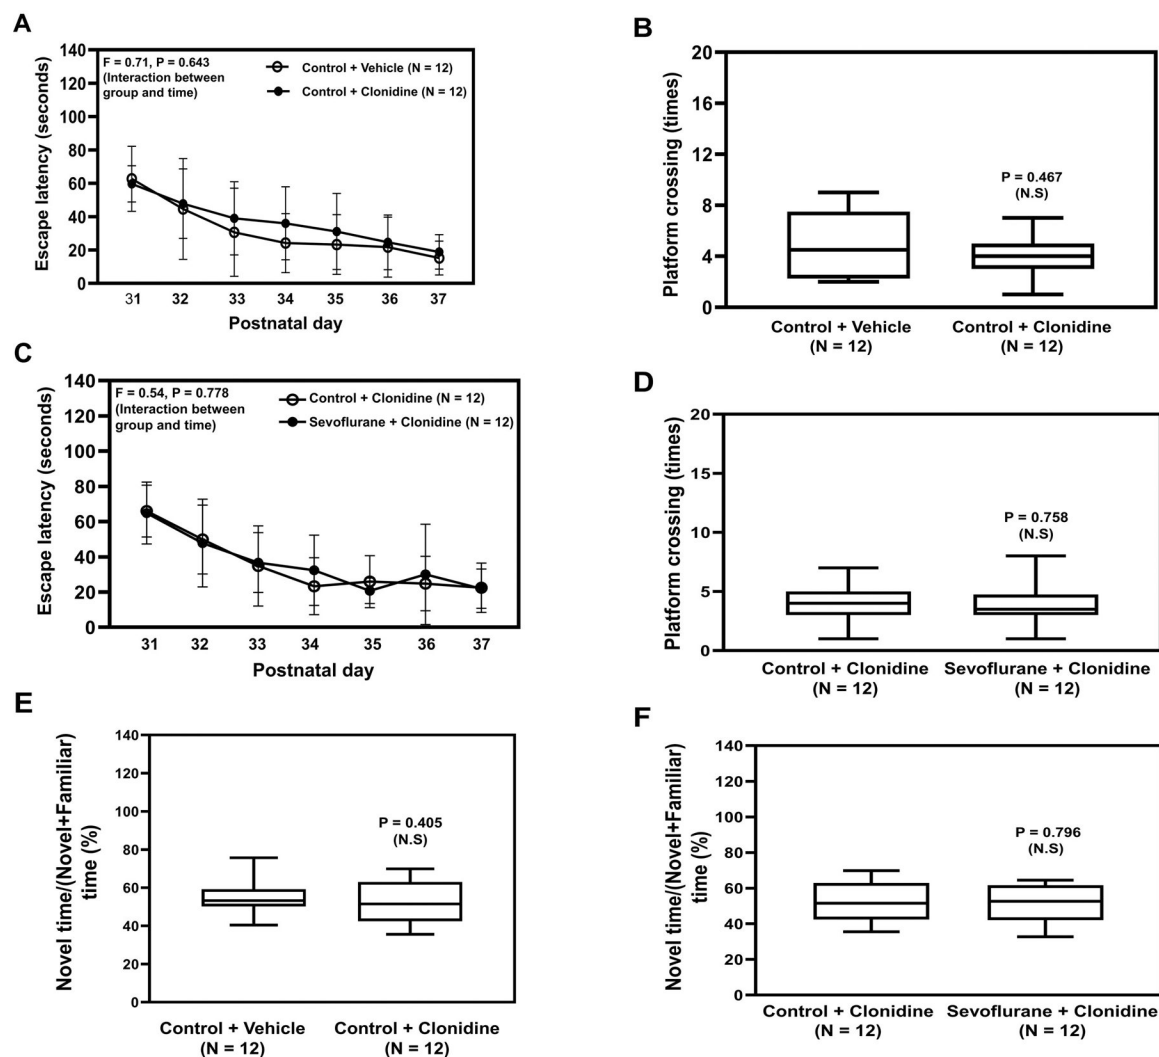 A
Escape latency (seconds)
140
120
100
80
60
40
20
0
F = 0.71, P = 0.643
(Interaction between
group and time)
Control + Vehicle (N = 12)
Control + Clonidine (N = 12)
31 32 33 34 35 36 37
Postnatal day
B
Platform crossing (times)
20
16
12
8
4
0
P = 0.467
(N.S)
Control + Vehicle
(N = 12)
Control + Clonidine
(N = 12)
C
Escape latency (seconds)
140
120
100
80
60
40
20
0
F = 0.54, P = 0.778
(Interaction between
group and time)
Control + Clonidine (N = 12)
Sevoflurane + Clonidine (N = 12)
31 32 33 34 35 36 37
Postnatal day
D
Platform crossing (times)
20
15
10
5
0
P = 0.758
(N.S)
Control + Clonidine
(N = 12)
Sevoflurane + Clonidine
(N = 12)
E
Novel time/(Novel+Familiar)
time (%)
140
120
100
80
60
40
20
0
P = 0.405
(N.S)
Control + Vehicle
(N = 12)
Control + Clonidine
(N = 12)
F
Novel time/(Novel+Familiar)
time (%)
140
120
100
80
60
40
20
0
P = 0.796
(N.S)
Control + Clonidine
(N = 12)
Sevoflurane + Clonidine
(N = 12)